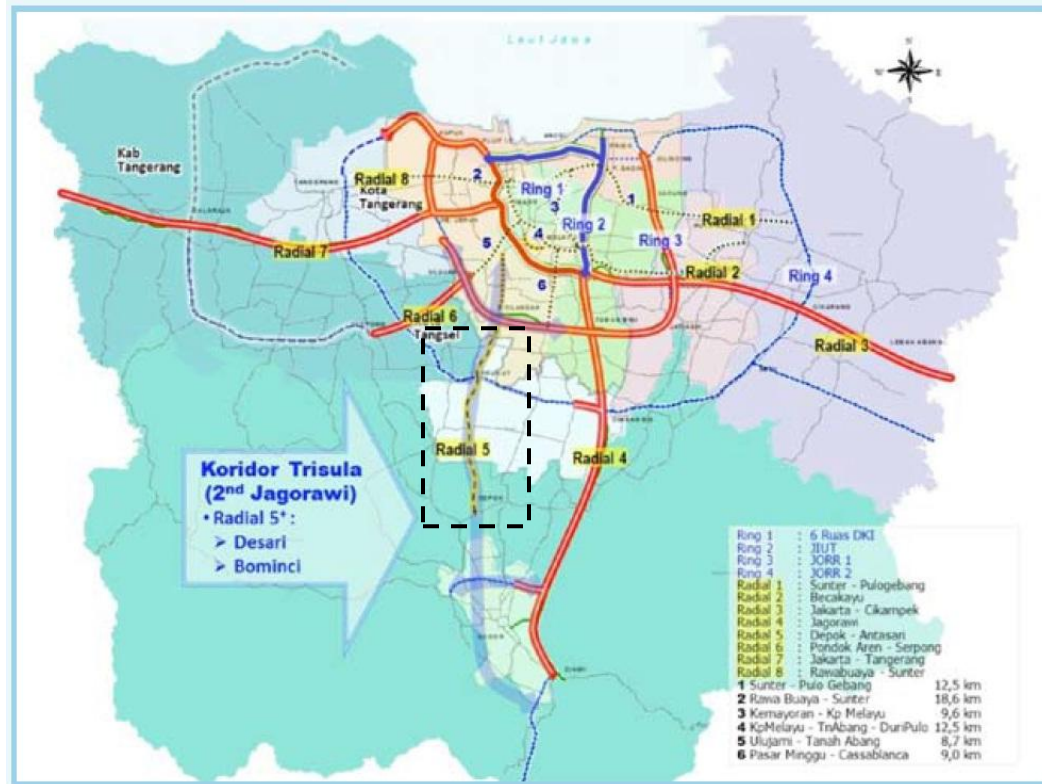 Laut Jawa
N
W
E
S
Kab
Tangerang
Radial 8
Kota
Tangerang
2
Ring 1
3
1
Radial 1
Ring 2
4
5
Ring 3
Radial 7
Radial 2
6
Ring 4
Radial 6
Tangsel
Radial 3
Radial 5
Radial 4
DEPOK
Koridor Trisula
(2nd Jagorawi)
• Radial 5+ :
➢ Desari
➢ Bominci
BOGOR
CIAWI
Ring 1 : 6 Ruas DKI
Ring 2 : JIUT
Ring 3 : JORR 1
Ring 4 : JORR 2
Radial 1 : Sunter - Pulogebang
Radial 2 : Becakayu
Radial 3 : Jakarta - Cikampek
Radial 4 : Jagorawi
Radial 5 : Depok - Antasari
Radial 6 : Pondok Aren - Serpong
Radial 7 : Jakarta - Tangerang
Radial 8 : Rawabuaya - Sunter
1 Sunter - Pulo Gebang 12,5 km
2 Rawa Buaya - Sunter 18,6 km
3 Kemayoran - Kp Melayu 9,6 km
4 KpMelayu - TnAbang - DuriPulo 12,5 km
5 Ulujami - Tanah Abang 8,7 km
6 Pasar Minggu - Cassablanca 9,0 km